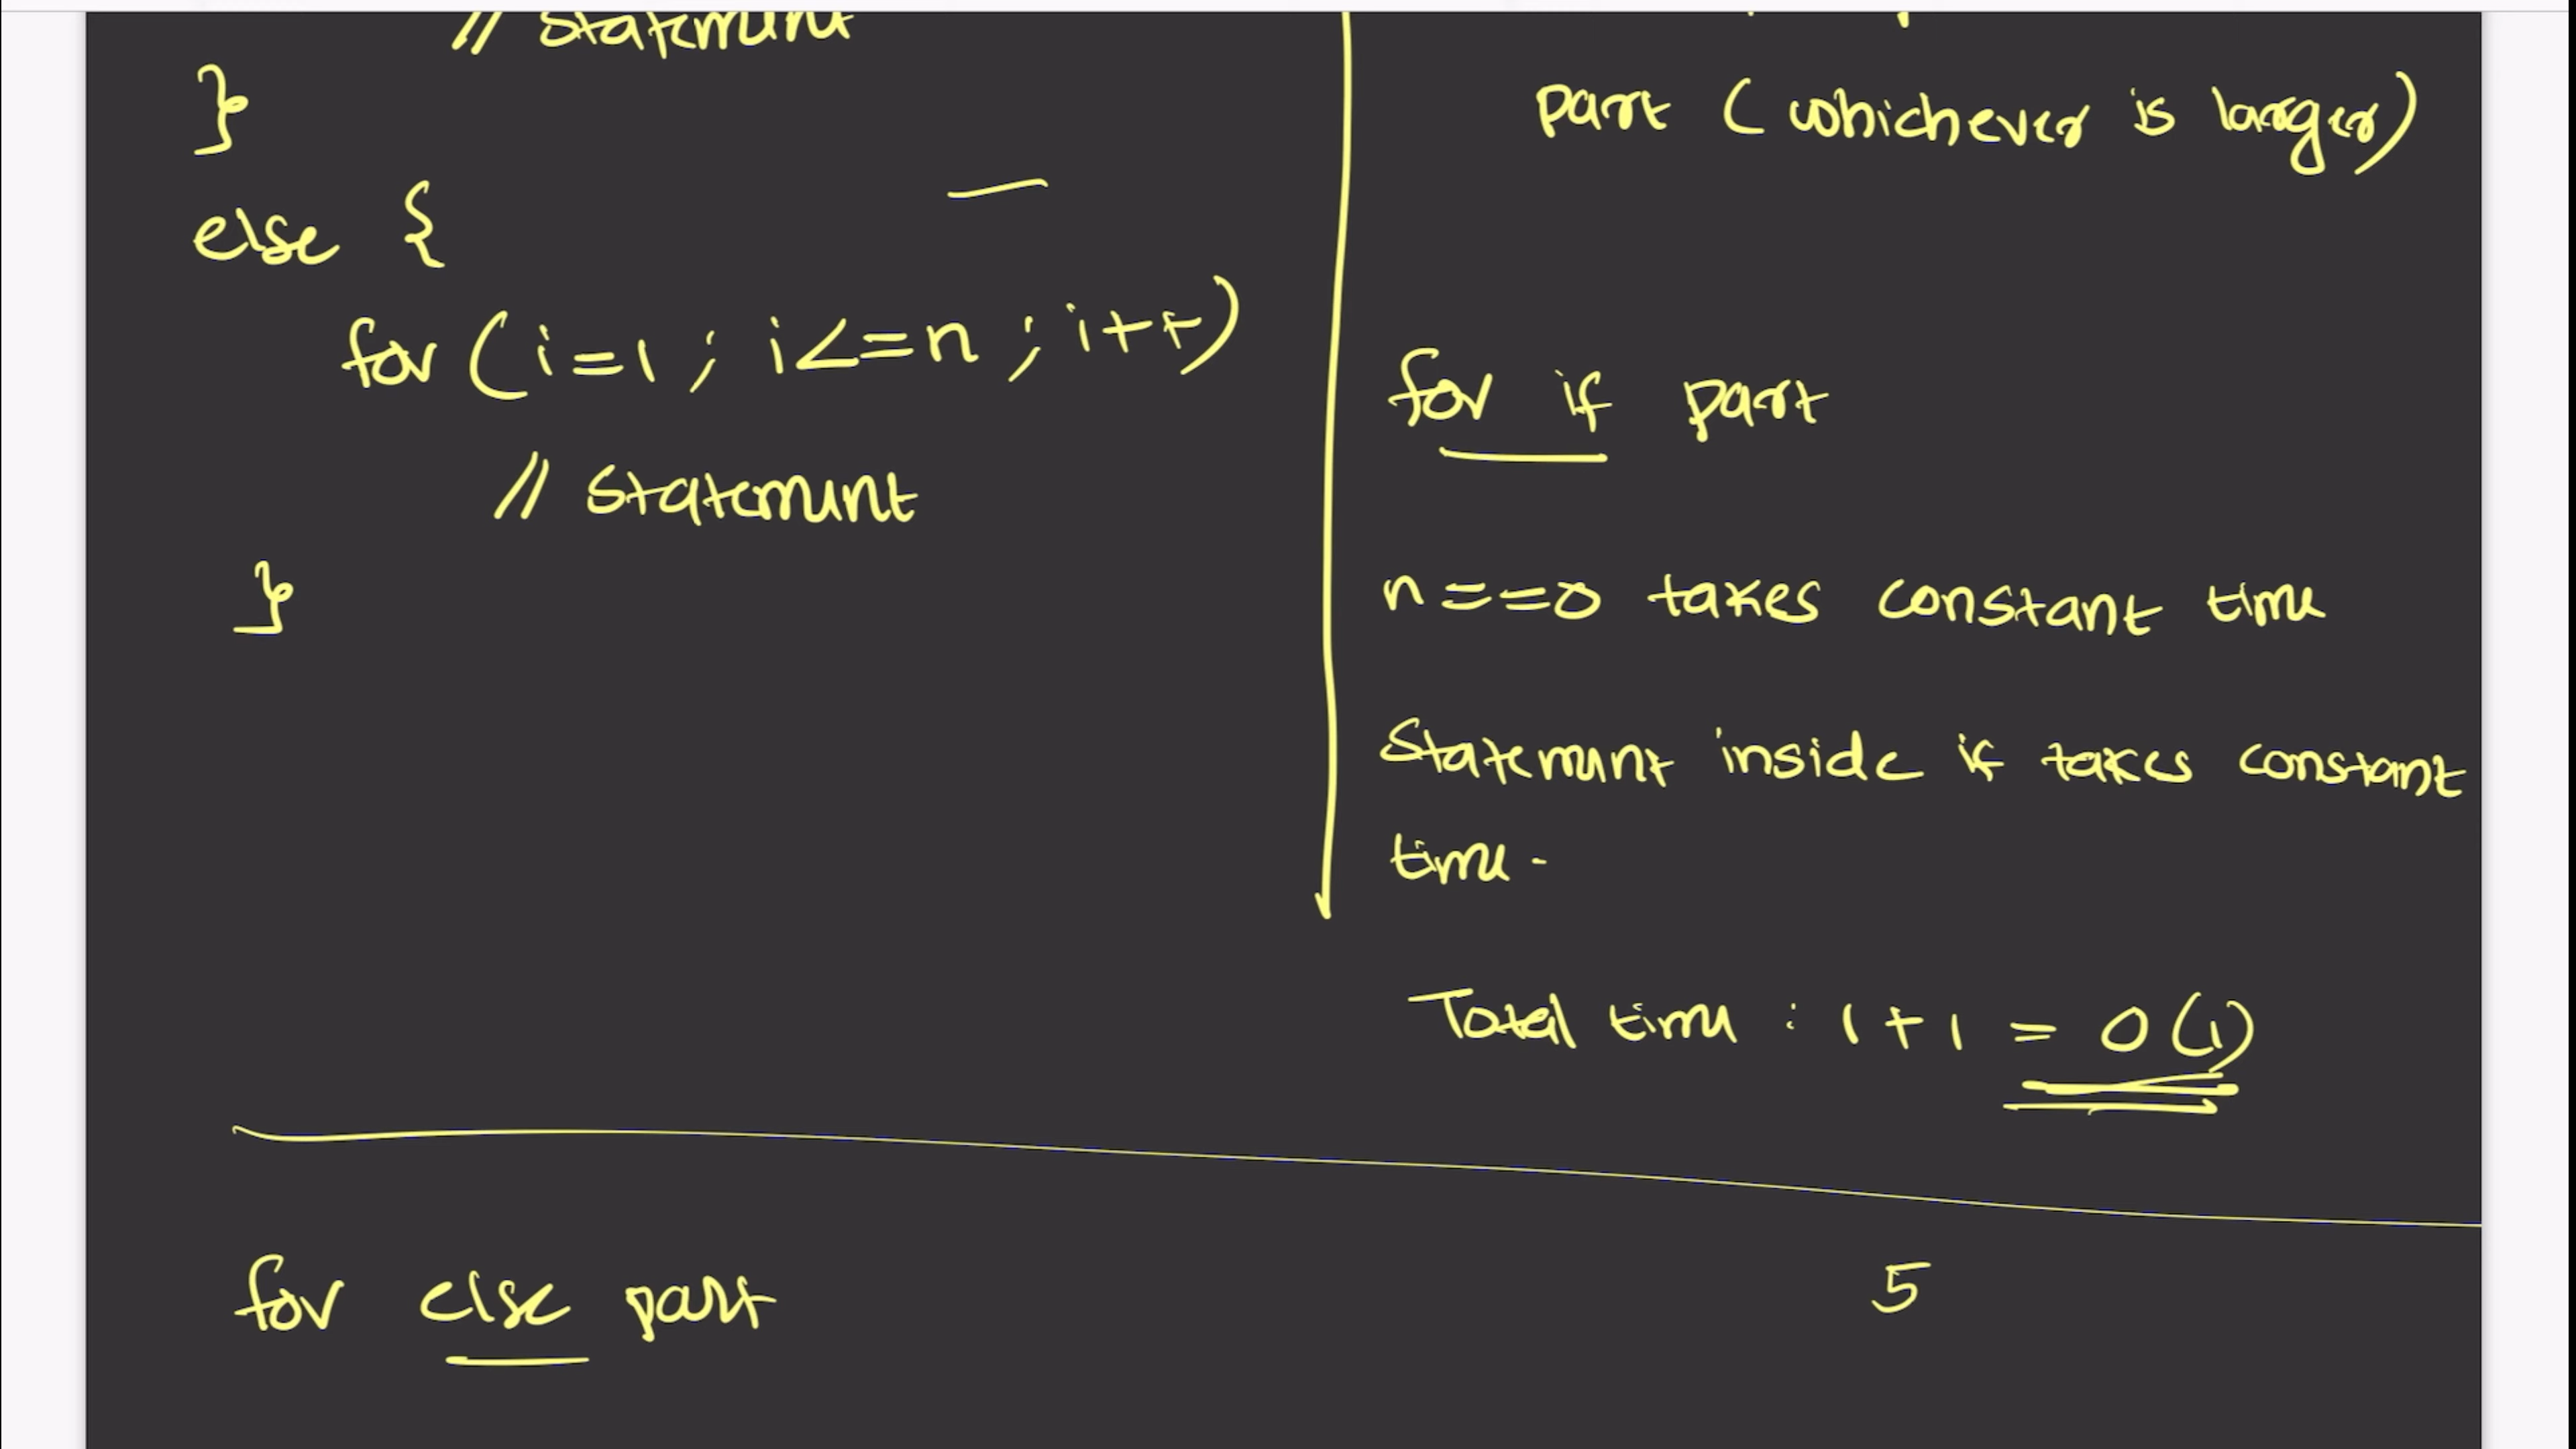 // statement
}
else {
for (i=1 ; i<=n ; i++)
// statement
}
part (whichever is larger)
for if part
n==0 takes constant time
Statement inside if takes constant
time.
Total time : 1 + 1 = O(1)
for else part
5